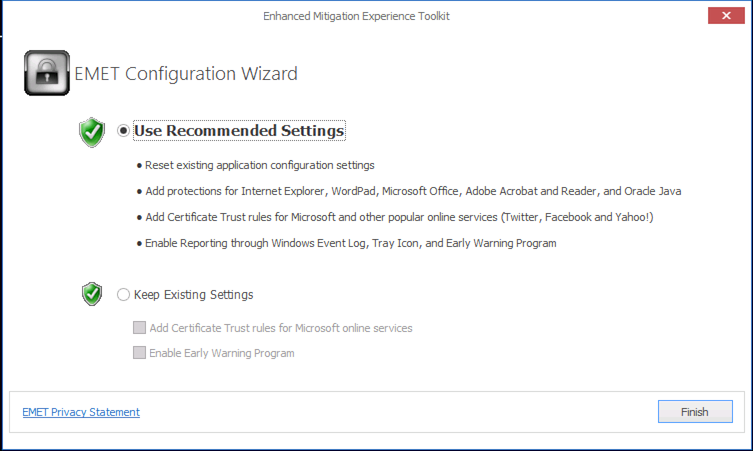 Enhanced Mitigation Experience Toolkit
EMET Configuration Wizard
Use Recommended Settings
● Reset existing application configuration settings
● Add protections for Internet Explorer, WordPad, Microsoft Office, Adobe Acrobat and Reader, and Oracle Java
● Add Certificate Trust rules for Microsoft and other popular online services (Twitter, Facebook and Yahoo!)
● Enable Reporting through Windows Event Log, Tray Icon, and Early Warning Program
Keep Existing Settings
Add Certificate Trust rules for Microsoft online services
Enable Early Warning Program
EMET Privacy Statement
Finish